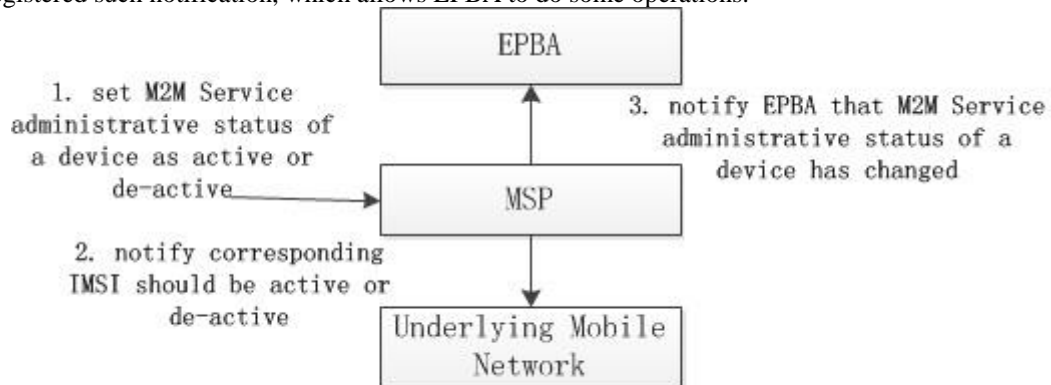 registered such notification, which allows EPBA to do some operations.
EPBA
1. set M2M Service
administrative status of
a device as active or
de-active
3. notify EPBA that M2M Service
administrative status of a
device has changed
MSP
2. notify corresponding
IMSI should be active or
de-active
Underlying Mobile
Network